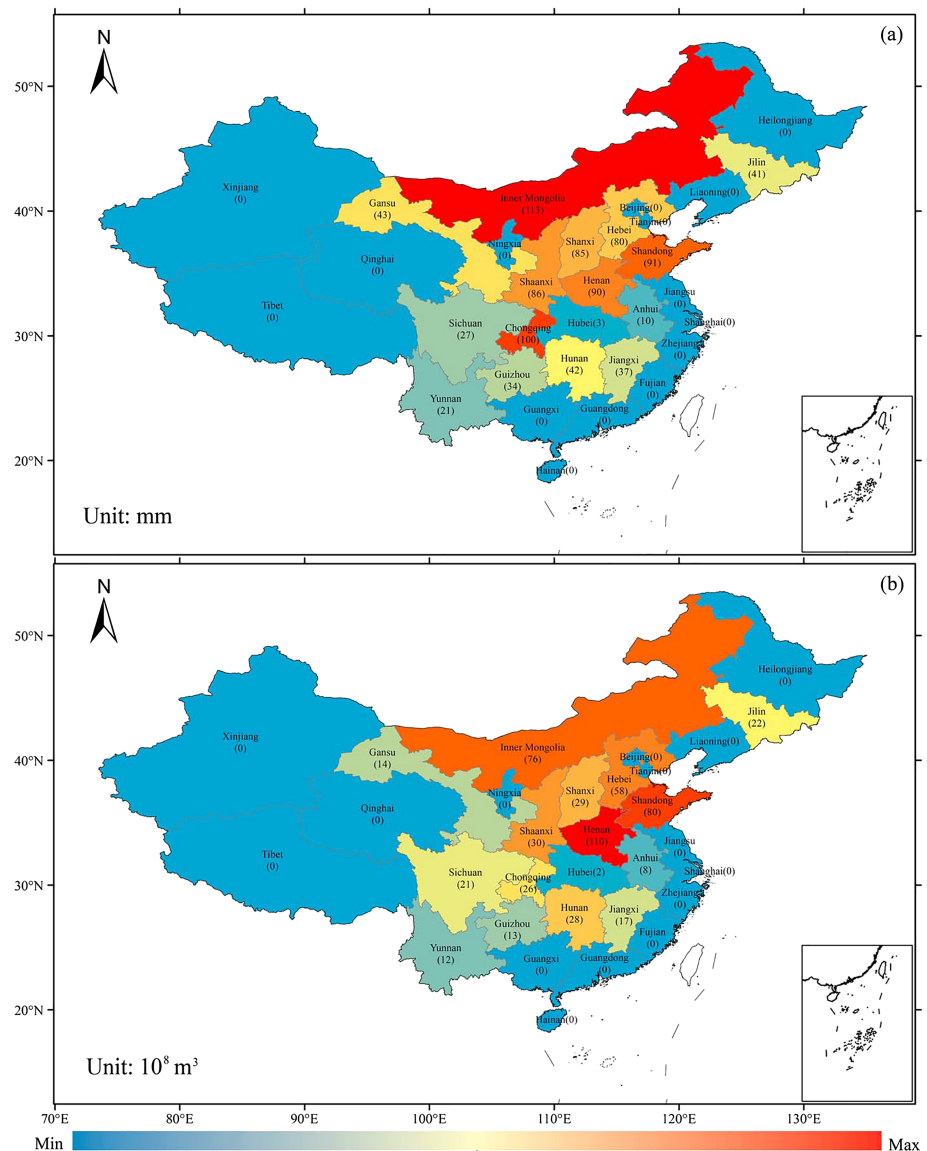 (a)
N
50°N
Heilongjiang
(0)
Jilin
(41)
Xinjiang
(0)
Liaoning(0)
Inner Mongolia
(113)
Gansu
(43)
40°N
Beijing(0)
Tianjin(0)
Hebei
(80)
Shanxi
(85)
Ningxia
(0)
Shandong
(91)
Qinghai
(0)
Shaanxi
(86)
Henan
(90)
Jiangsu
(0)
Tibet
(0)
Anhui
(10)
Sichuan
(27)
Chongqing
(100)
Hubei(3)
Shanghai(0)
30°N
Zhejiang
(0)
Hunan
(42)
Jiangxi
(37)
Guizhou
(34)
Fujian
(0)
Yunnan
(21)
Guangxi
(0)
Guangdong
(0)
20°N
Hainan(0)
Unit: mm
(b)
N
50°N
Heilongjiang
(0)
Jilin
(22)
Xinjiang
(0)
Liaoning(0)
Inner Mongolia
(76)
Gansu
(14)
40°N
Beijing(0)
Tianjin(0)
Hebei
(58)
Shanxi
(29)
Ningxia
(0)
Shandong
(80)
Qinghai
(0)
Shaanxi
(30)
Henan
(110)
Jiangsu
(0)
Tibet
(0)
Anhui
(8)
Sichuan
(21)
Chongqing
(26)
Hubei(2)
Shanghai(0)
30°N
Zhejiang
(0)
Hunan
(28)
Jiangxi
(17)
Guizhou
(13)
Fujian
(0)
Yunnan
(12)
Guangxi
(0)
Guangdong
(0)
20°N
Hainan(0)
Unit: 10⁸ m³
70°E 80°E 90°E 100°E 110°E 120°E 130°E
Min Max